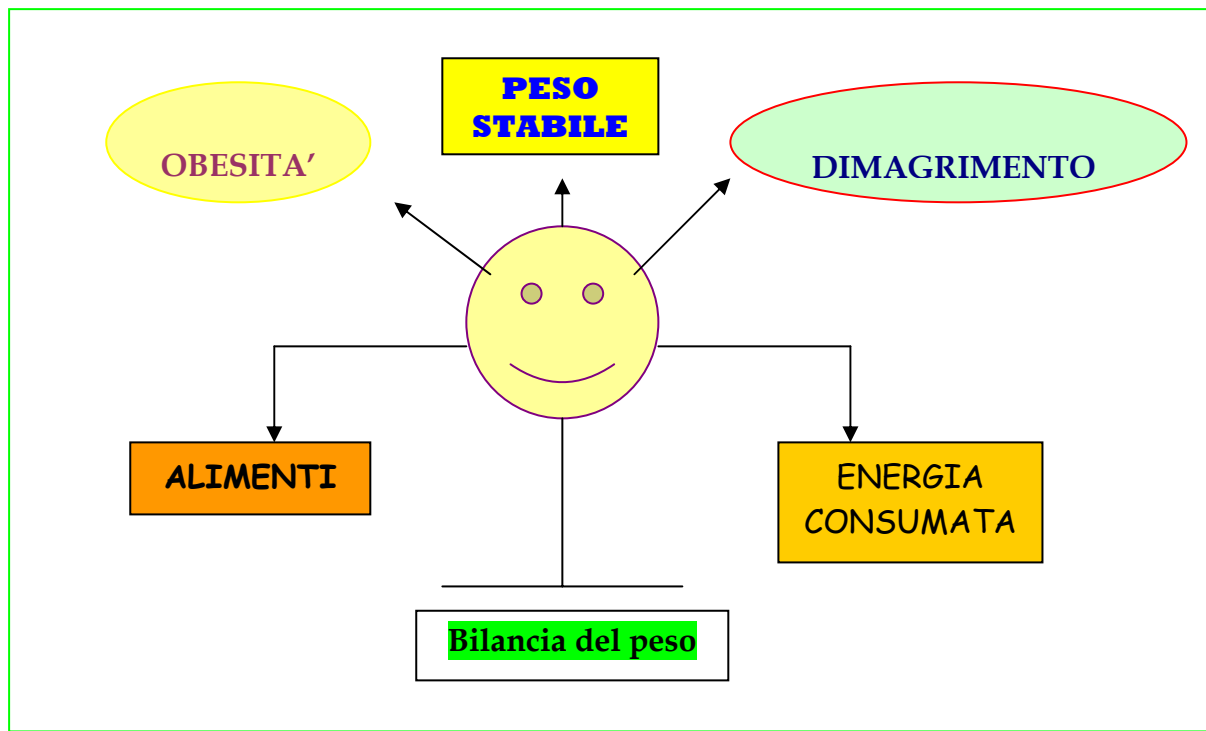 PESO
STABILE
OBESITA’
DIMAGRIMENTO
ALIMENTI
ENERGIA
CONSUMATA
Bilancia del peso